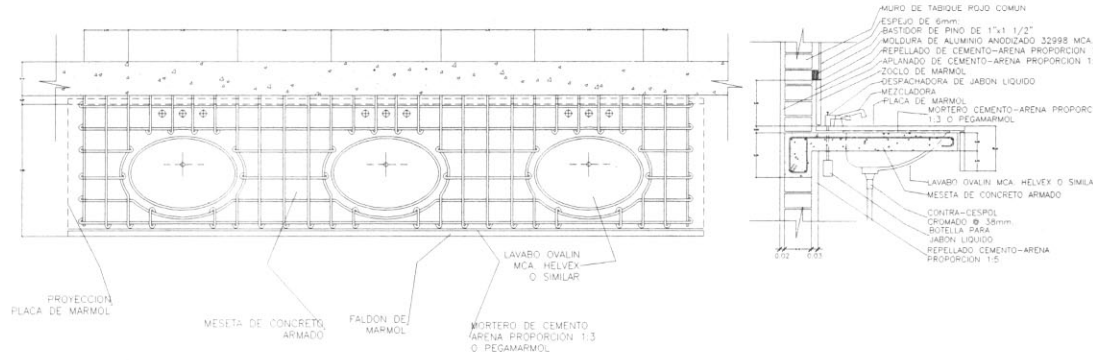 PROYECCION
PLACA DE MARMOL
MESETA DE CONCRETO
ARMADO
FALDON DE
MARMOL
LAVABO OVALIN
MCA. HELVEX
O SIMILAR
MORTERO DE CEMENTO
ARENA PROPORCION 1:3
O PEGAMARMOL
MURO DE TABIQUE ROJO COMUN
ESPEJO DE 6mm.
BASTIDOR DE PINO DE 1"x1 1/2"
MOLDURA DE ALUMINIO ANODIZADO 32998 MCA.
REPELLADO DE CEMENTO-ARENA PROPORCION
APLANADO DE CEMENTO-ARENA PROPORCION 1:
ZOCLO DE MARMOL
DESPACHADORA DE JABON LIQUIDO
MEZCLADORA
PLACA DE MARMOL
MORTERO CEMENTO-ARENA PROPORC
1:3 O PEGAMARMOL
LAVABO OVALIN MCA. HELVEX O SIMILA
MESETA DE CONCRETO ARMADO
CONTRA-CESPOL
CROMADO @ 38mm.
BOTELLA PARA
JABON LIQUIDO
REPELLADO CEMENTO-ARENA
PROPORCION 1:5
0.02 0.03